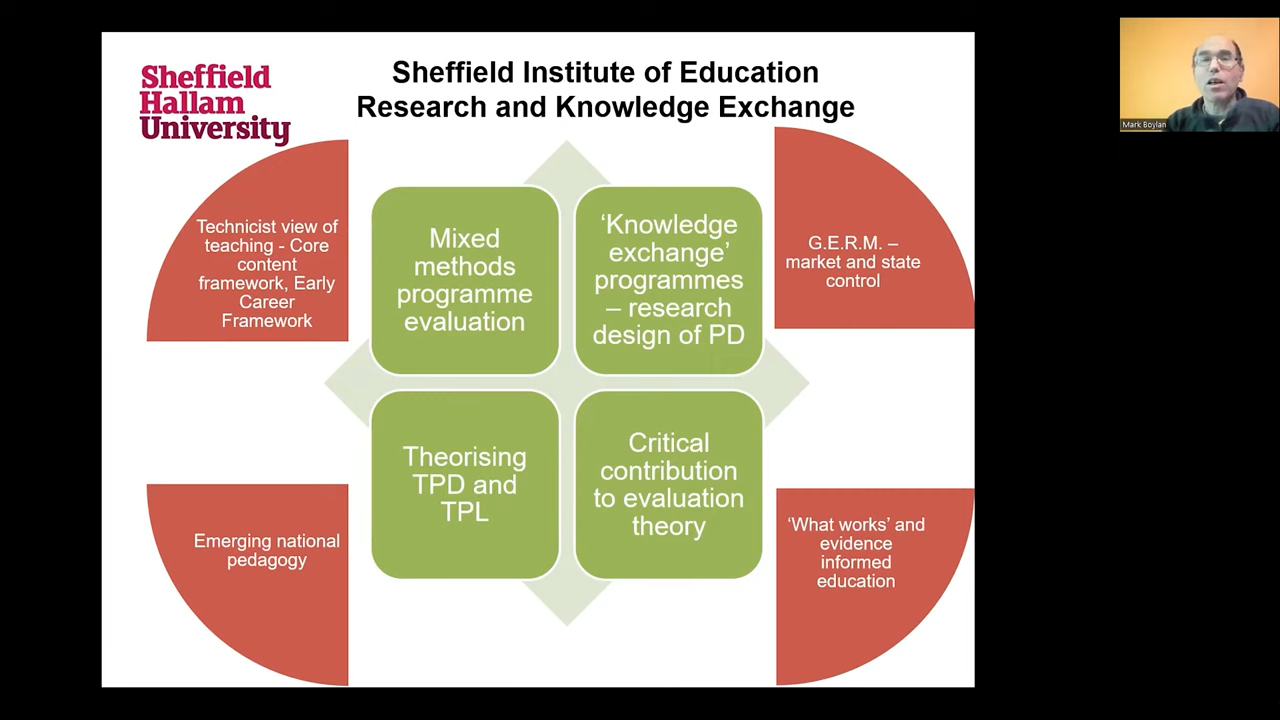 Sheffield
Hallam
University
Sheffield Institute of Education
Research and Knowledge Exchange
Mark Boylan
Technicist view of
teaching - Core
content
framework, Early
Career
Framework
Mixed
methods
programme
evaluation
‘Knowledge
exchange’
programmes
– research
design of PD
G.E.R.M. –
market and state
control
Emerging national
pedagogy
Theorising
TPD and
TPL
Critical
contribution
to evaluation
theory
‘What works’ and
evidence
informed
education